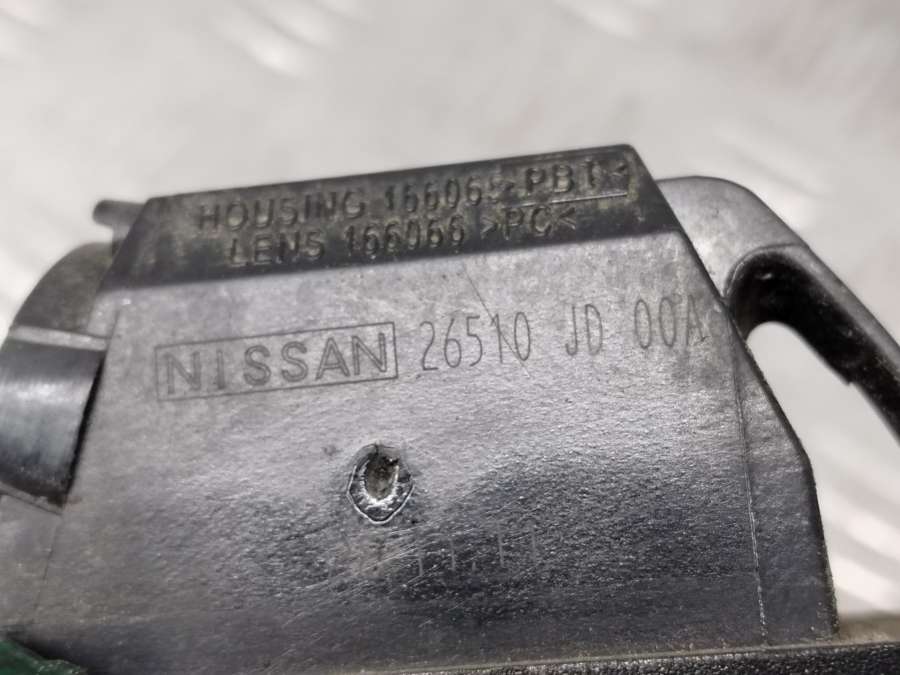 HOUSING 166065 >PBT<
LENS 166066 >PC<
NISSAN 26510 JD 00A